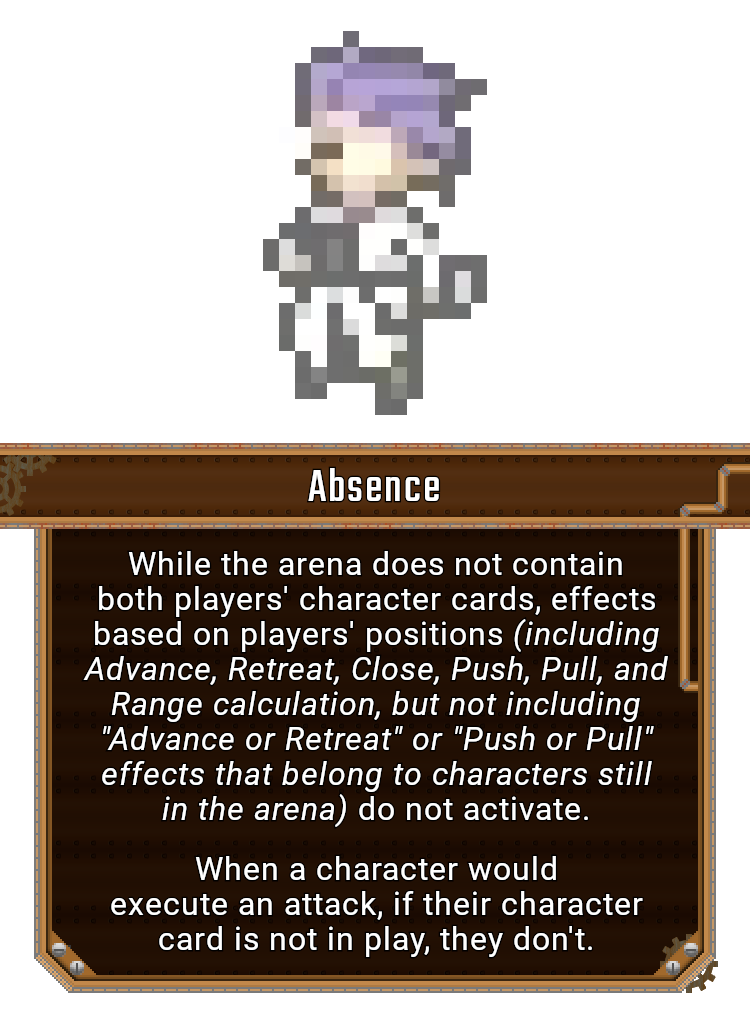 Absence
While the arena does not contain
both players' character cards, effects
based on players' positions (including
Advance, Retreat, Close, Push, Pull, and
Range calculation, but not including
"Advance or Retreat" or "Push or Pull"
effects that belong to characters still
in the arena) do not activate.
When a character would
execute an attack, if their character
card is not in play, they don't.